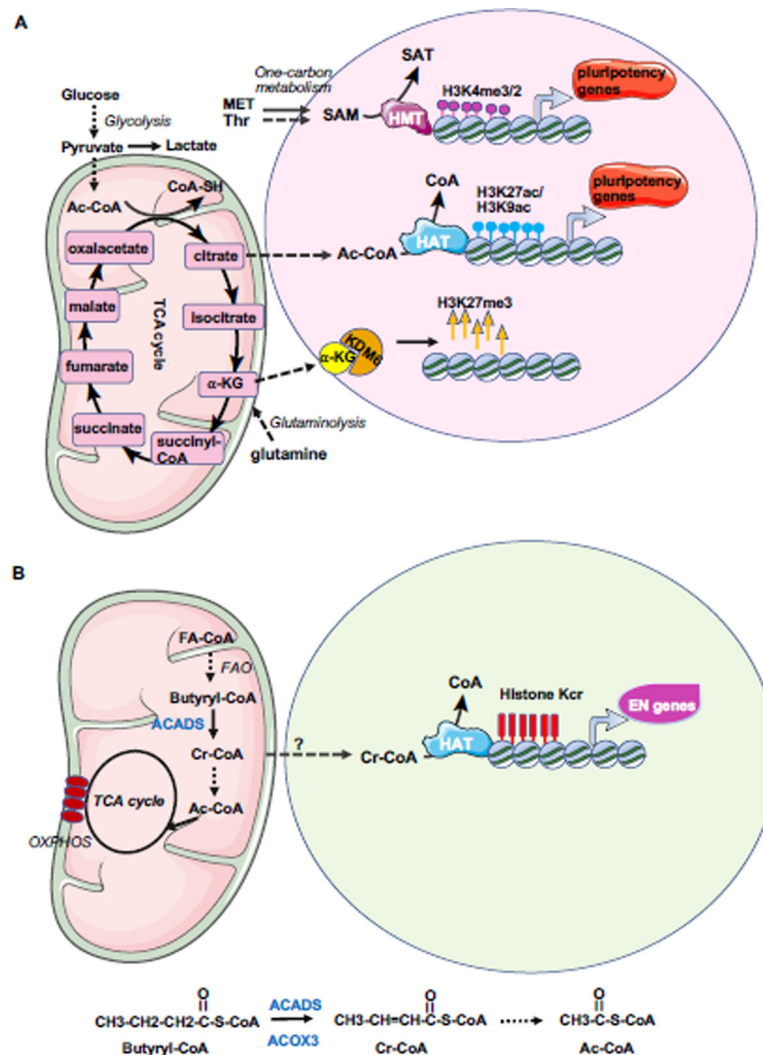 A
Glucose
Glycolysis
Pyruvate
Lactate
Ac-CoA
CoA-SH
oxalacetate
citrate
malate
isocitrate
TCA cycle
fumarate
α-KG
succinate
succinyl-
CoA
Glutaminolysis
glutamine
One-carbon
metabolism
MET
Thr
SAM
SAT
HMT
H3K4me3/2
pluripotency
genes
CoA
Ac-CoA
HAT
H3K27ac/
H3K9ac
pluripotency
genes
α-KG
KDM6
H3K27me3
B
FA-CoA
FAO
Butyryl-CoA
ACADS
Cr-CoA
Ac-CoA
TCA cycle
OXPHOS
?
Cr-CoA
CoA
HAT
Histone Kcr
EN genes
O
CH3-CH2-CH2-C-S-CoA
Butyryl-CoA
ACADS
ACOX3
O
CH3-CH=CH-C-S-CoA
Cr-CoA
O
CH3-C-S-CoA
Ac-CoA